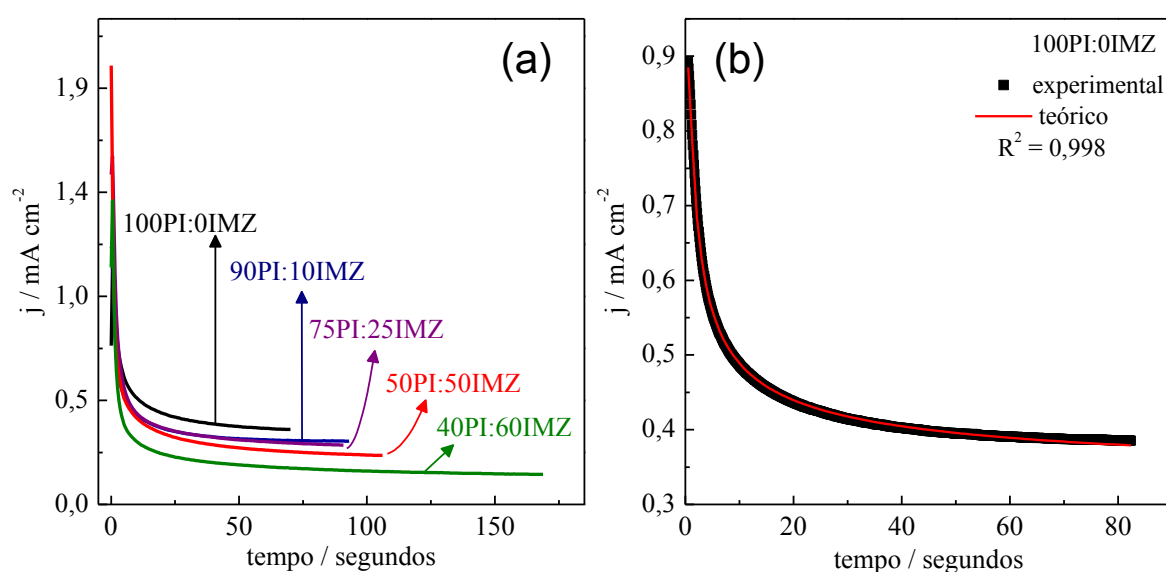 (a)
j / mA cm⁻²
1,9
1,4
1,0
0,5
0,0
100PI:0IMZ
90PI:10IMZ
75PI:25IMZ
50PI:50IMZ
40PI:60IMZ
0 50 100 150
tempo / segundos
(b)
100PI:0IMZ
experimental
teórico
R² = 0,998
j / mA cm⁻²
0,9
0,8
0,7
0,6
0,5
0,4
0,3
0 20 40 60 80
tempo / segundos